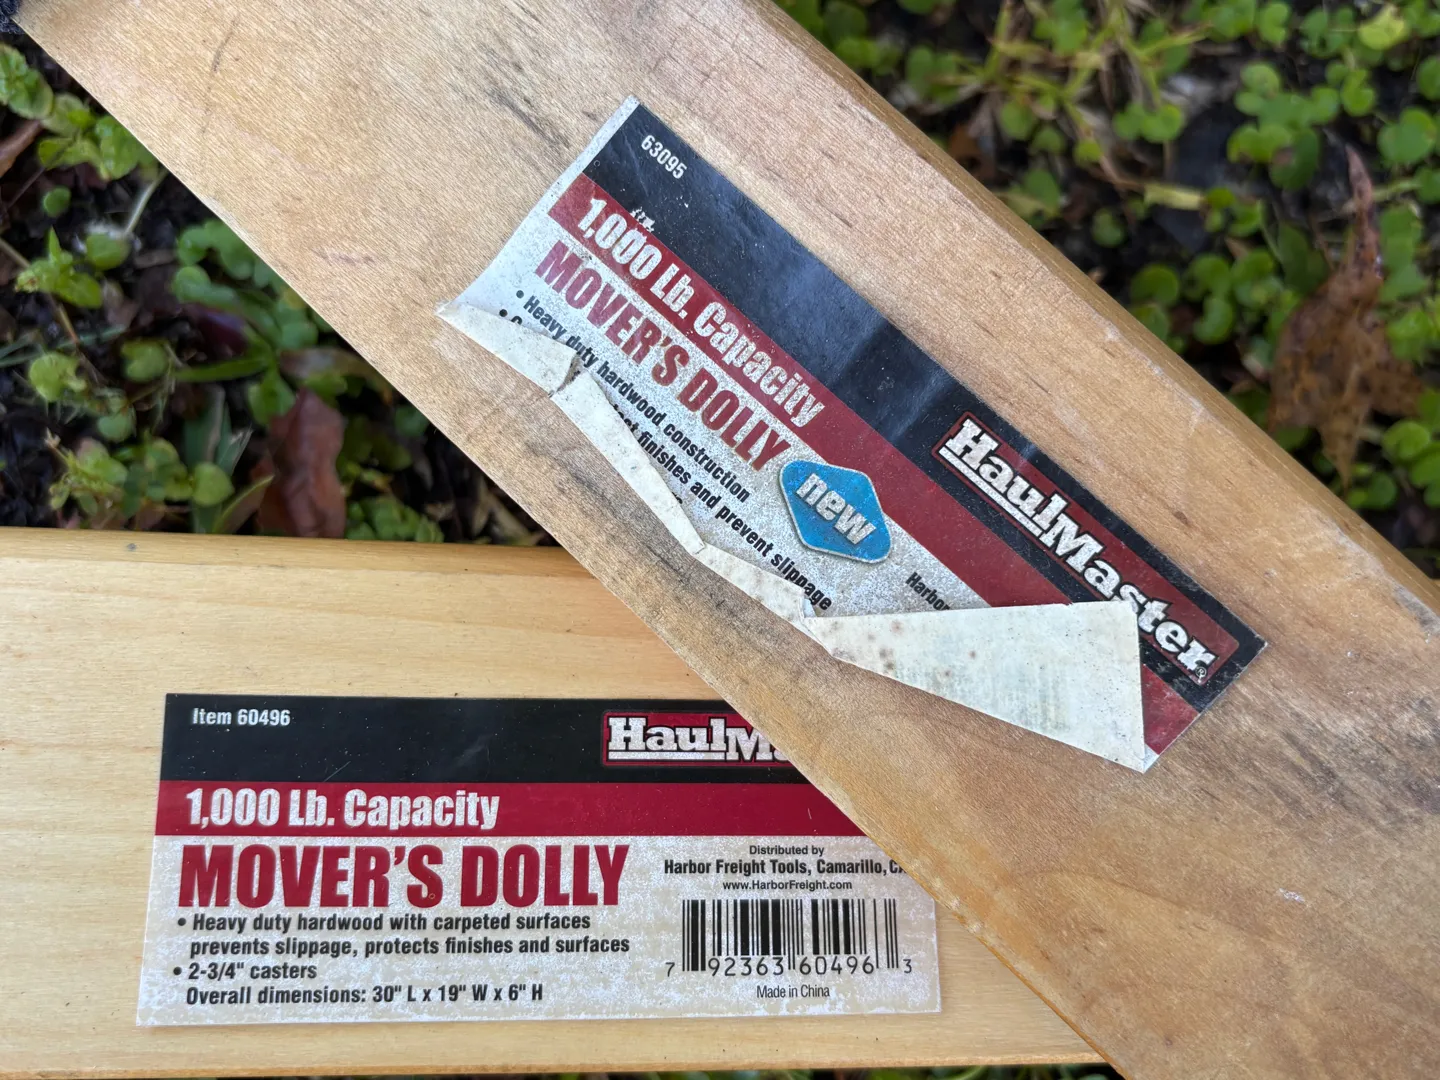 63095
1,000 Lb. Capacity
MOVER'S DOLLY
• Heavy duty hardwood construction
finishes and prevent slippage
new
Harbor
HaulMaster®
Item 60496
1,000 Lb. Capacity
MOVER'S DOLLY
• Heavy duty hardwood with carpeted surfaces
prevents slippage, protects finishes and surfaces
• 2-3/4" casters
Overall dimensions: 30" L x 19" W x 6" H
HaulM
Distributed by
Harbor Freight Tools, Camarillo,
www.HarborFreight.com
7 92363 60496 3
Made in China